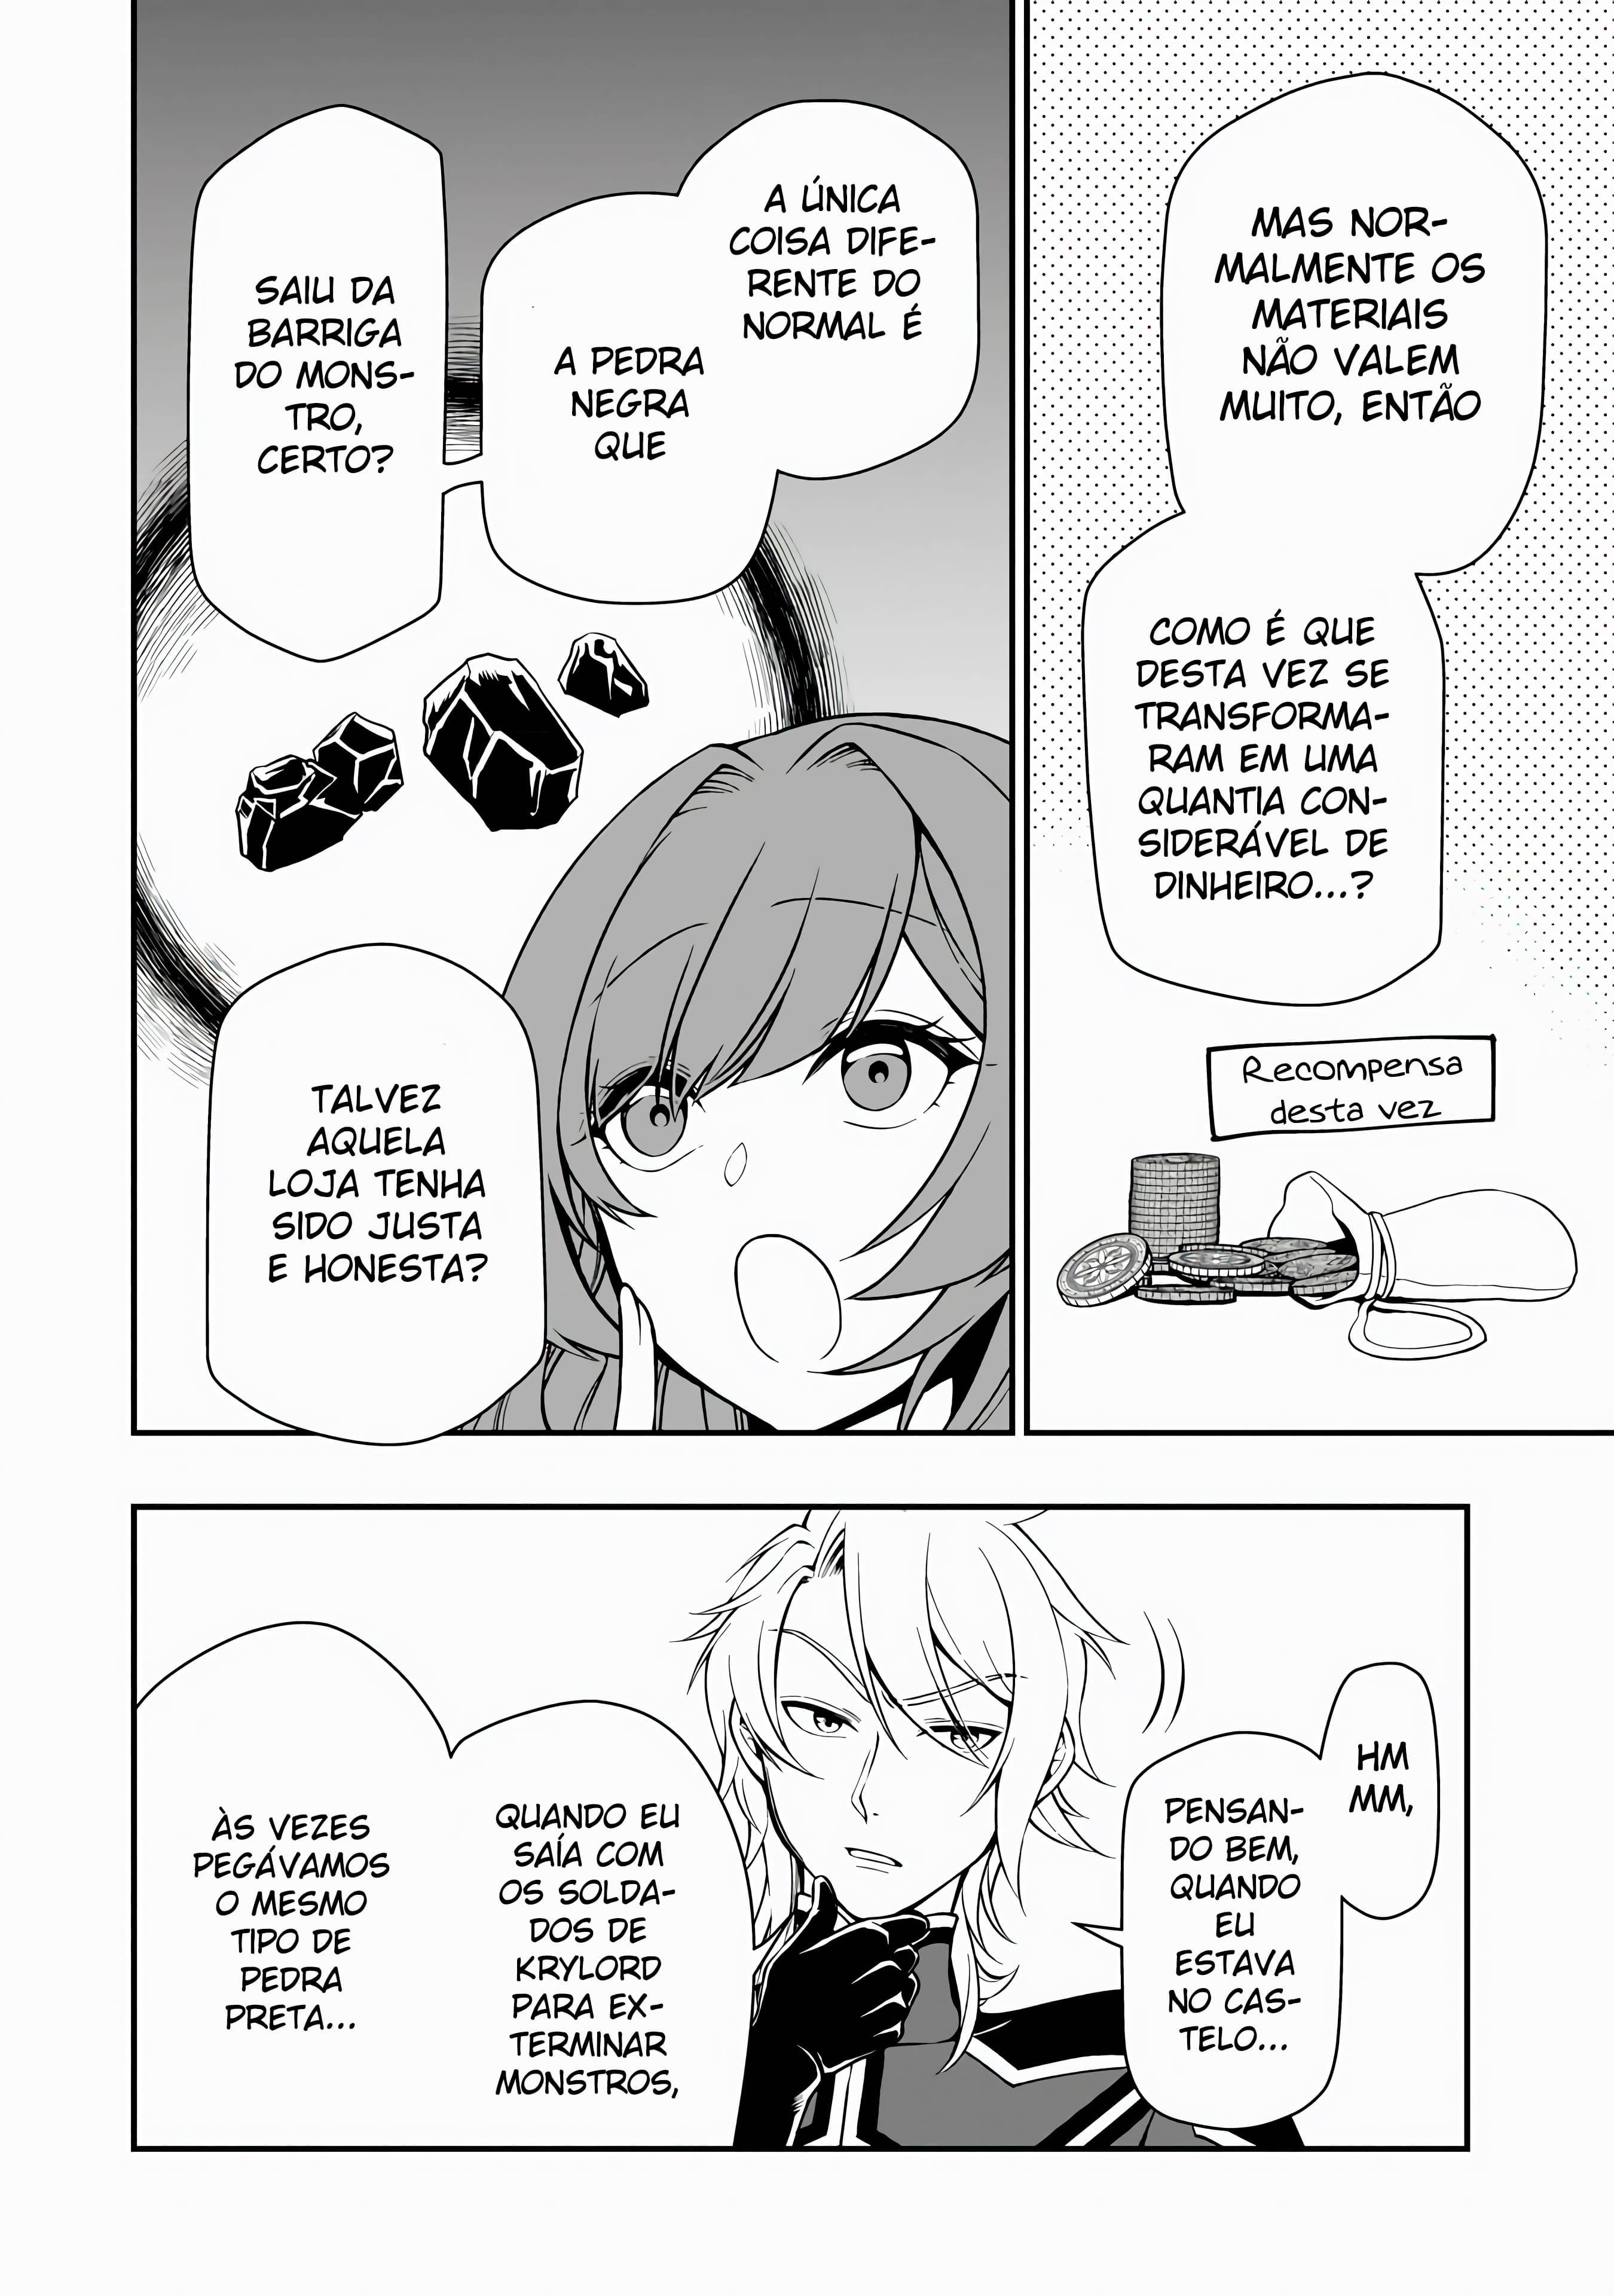 MAS NOR-
MALMENTE OS
MATERIAIS
NÃO VALEM
MUITO, ENTÃO
COMO É QUE
DESTA VEZ SE
TRANSFORMA-
RAM EM UMA
QUANTIA CON-
SIDERÁVEL DE
DINHEIRO...?
Recompensa
desta vez
A ÚNICA
COISA DIFE-
RENTE DO
NORMAL É
A PEDRA
NEGRA
QUE
SAIU DA
BARRIGA
DO MONS-
TRO,
CERTO?
TALVEZ
AQUELA
LOJA TENHA
SIDO JUSTA
E HONESTA?
HM
MM,
PENSAN-
DO BEM,
QUANDO
EU
ESTAVA
NO CAS-
TELO...
QUANDO EU
SAÍA COM
OS SOLDA-
DOS DE
KRYLORD
PARA EX-
TERMINAR
MONSTROS,
ÀS VEZES
PEGÁVAMOS
O MESMO
TIPO DE
PEDRA
PRETA...